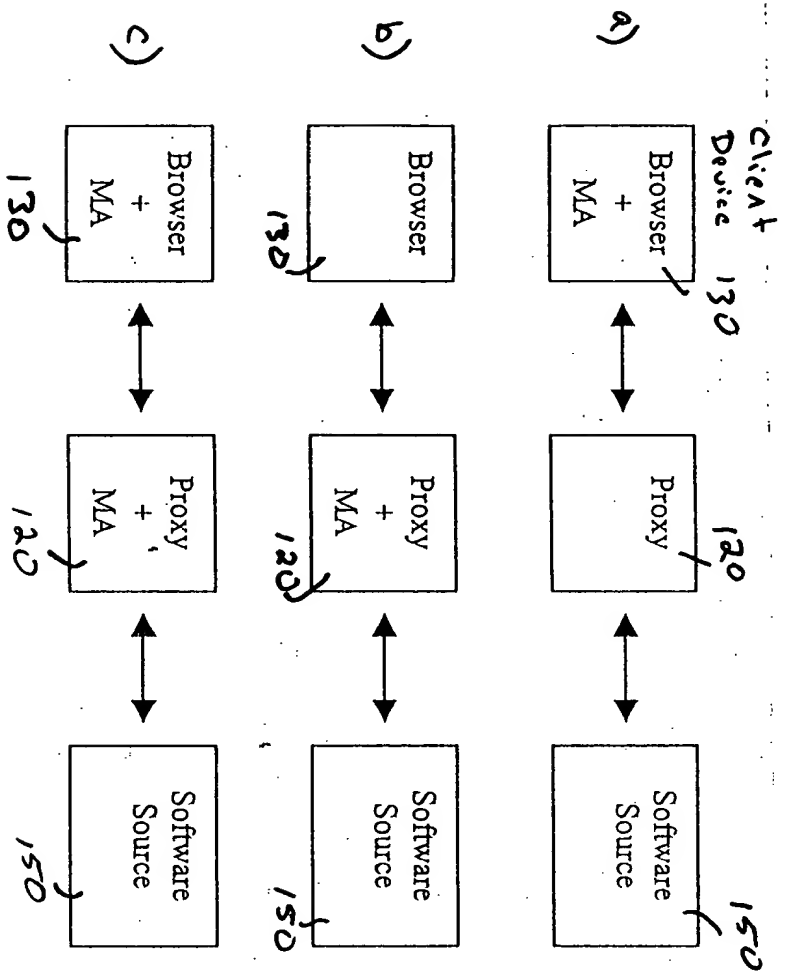 Client
Device 130
120
150
a)
Browser
+
MA
Proxy
Software
Source
b)
Browser
130
Proxy
+
MA
120
Software
Source
150
c)
Browser
+
MA
130
Proxy
+
MA
120
Software
Source
150